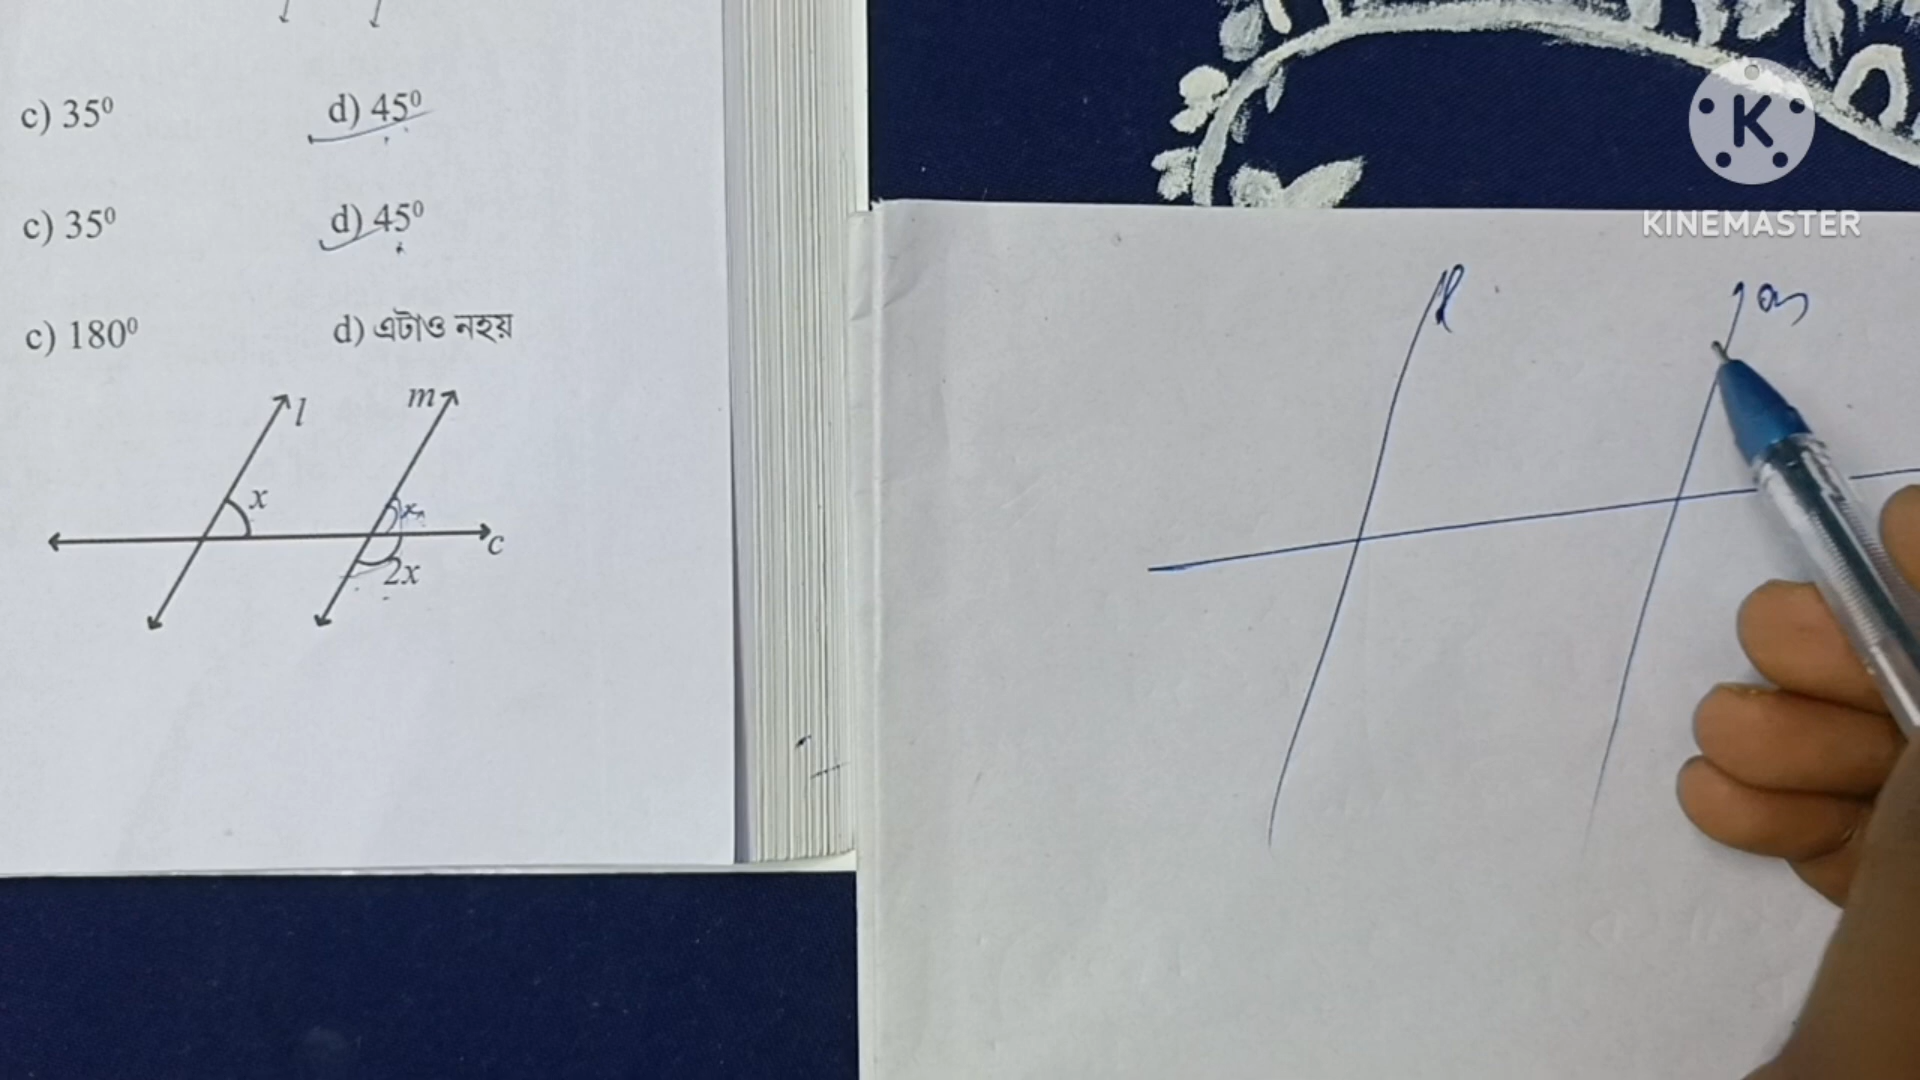 c) 35⁰ d) 45⁰
c) 35⁰ d) 45⁰
c) 180⁰ d) এটাও নহয়
l m
x x
c
2x
l m
K
KINEMASTER